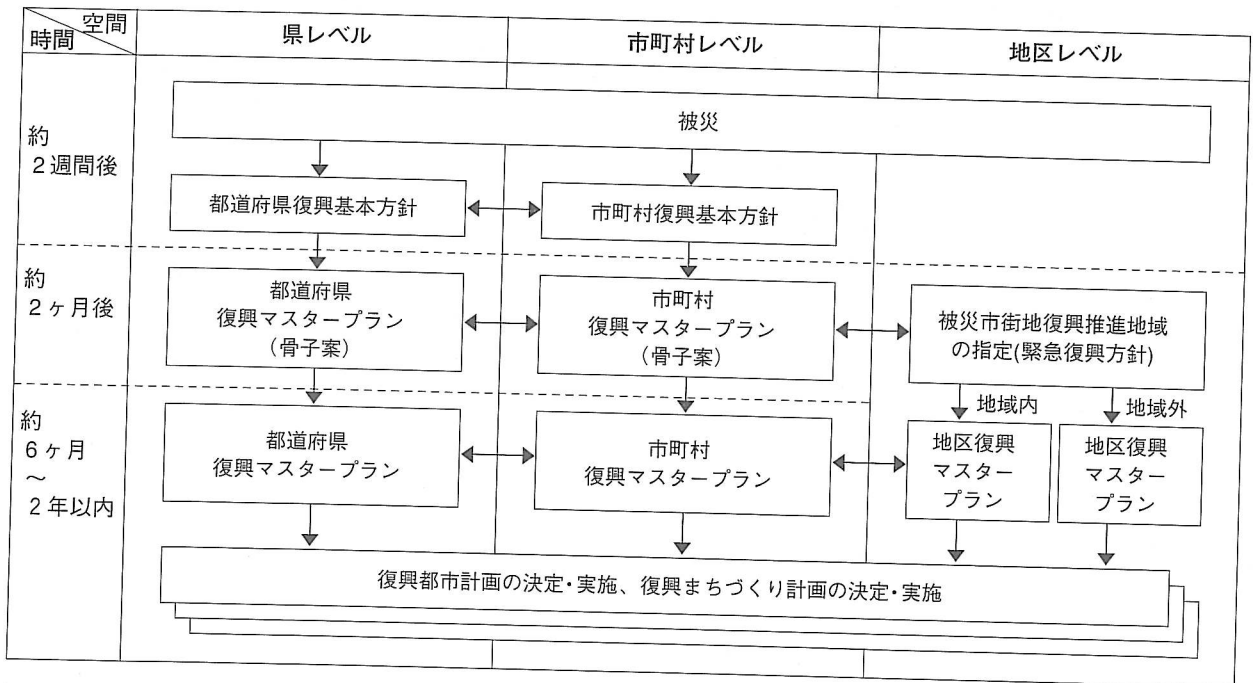 空間
時間
県レベル
市町村レベル
地区レベル
約
2週間後
被災
都道府県復興基本方針
市町村復興基本方針
約
2ヶ月後
都道府県
復興マスタープラン
（骨子案）
市町村
復興マスタープラン
（骨子案）
被災市街地復興推進地域
の指定(緊急復興方針)
地域内
地域外
約
6ヶ月
～
2年以内
都道府県
復興マスタープラン
市町村
復興マスタープラン
地区復興
マスター
プラン
地区復興
マスター
プラン
復興都市計画の決定・実施、復興まちづくり計画の決定・実施